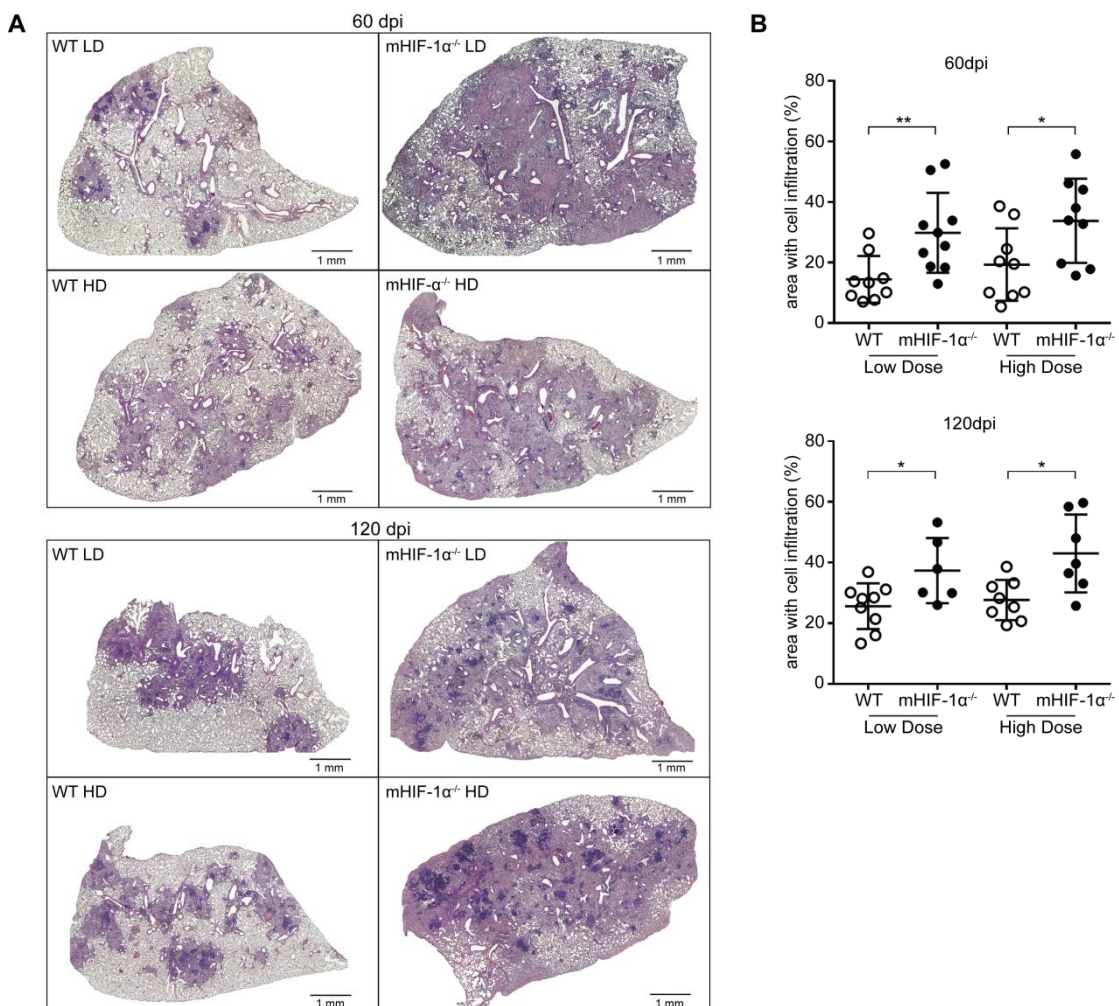 A
60 dpi
WT LD
mHIF-1α-/- LD
1 mm
1 mm
WT HD
mHIF-α-/- HD
1 mm
1 mm
120 dpi
WT LD
mHIF-1α-/- LD
1 mm
1 mm
WT HD
mHIF-1α-/- HD
1 mm
1 mm
B
60dpi
area with cell infiltration (%)
80
60
40
20
0
**
*
WT mHIF-1α-/- WT mHIF-1α-/-
Low Dose High Dose
120dpi
area with cell infiltration (%)
80
60
40
20
0
*
*
WT mHIF-1α-/- WT mHIF-1α-/-
Low Dose High Dose